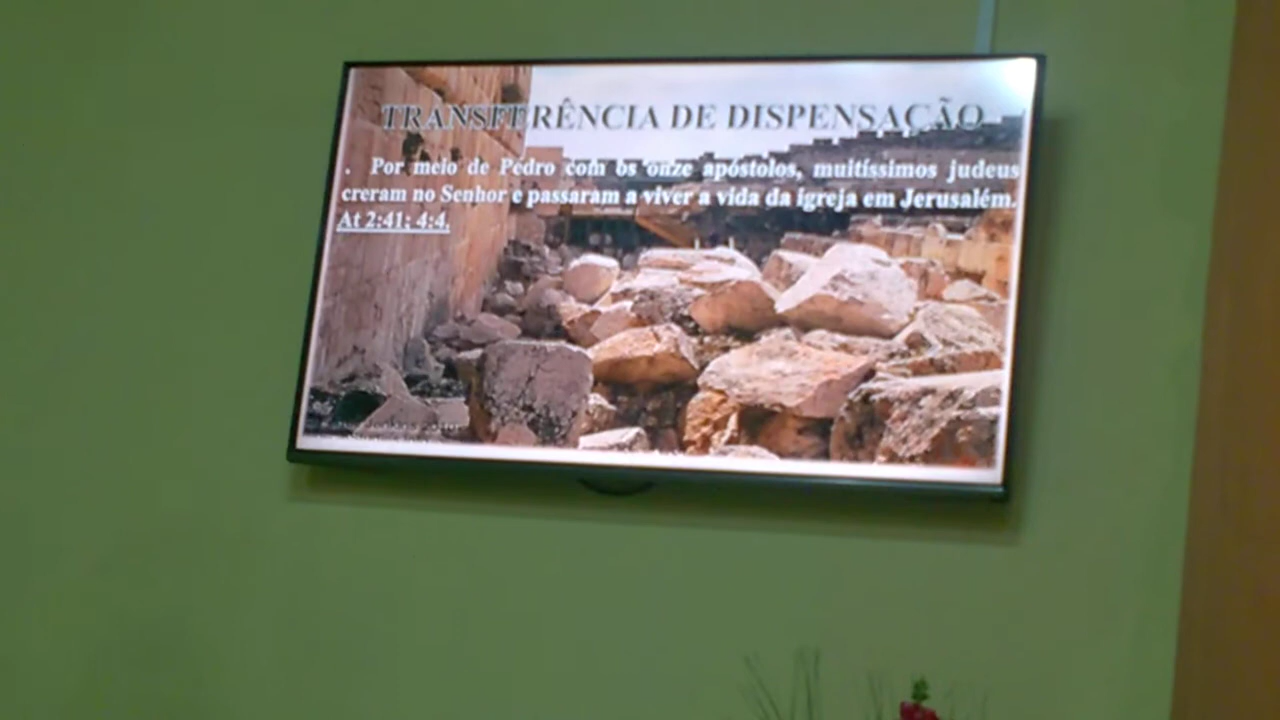 TRANSFERÊNCIA DE DISPENSAÇÃO
. Por meio de Pedro com os onze apóstolos, muitíssimos judeus
creram no Senhor e passaram a viver a vida da igreja em Jerusalém.
At 2:41; 4:4.